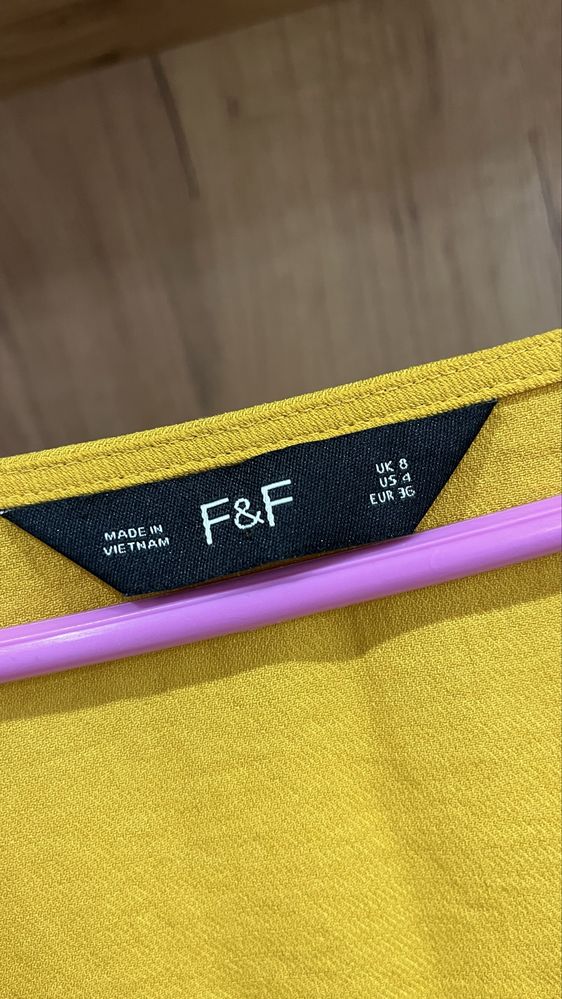 MADE IN
VIETNAM
F&F
UK 8
US 4
EUR 36